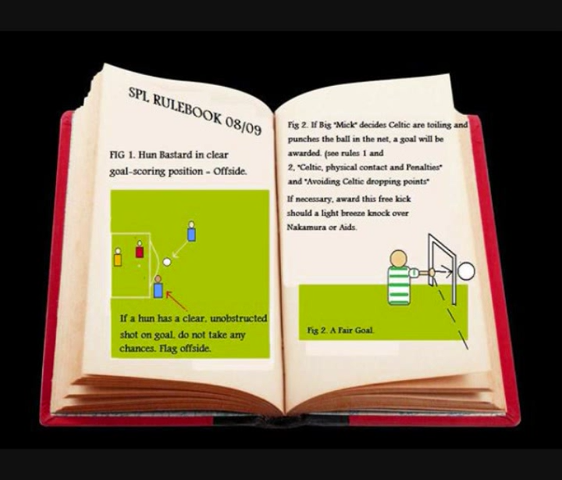 SPL RULEBOOK 08/09
FIG 1. Hun Bastard in clear
goal-scoring position - Offside.
If a hun has a clear, unobstructed
shot on goal, do not take any
chances. Flag offside.
Fig 2. If Big "Mick" decides Celtic are toiling and
punches the ball in the net, a goal will be
awarded. (see rules 1 and
2, "Celtic, physical contact and Penalties"
and "Avoiding Celtic dropping points"
If necessary, award this free kick
should a light breeze knock over
Nakamura or Aids.
Fig 2. A Fair Goal.